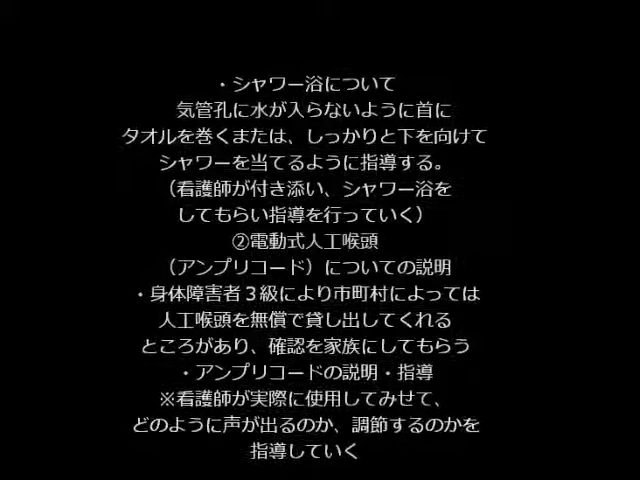 ・シャワー浴について
気管孔に水が入らないように首に
タオルを巻くまたは、しっかりと下を向けて
シャワーを当てるように指導する。
（看護師が付き添い、シャワー浴を
してもらい指導を行っていく）
②電動式人工喉頭
（アンプリコード）についての説明
・身体障害者３級により市町村によっては
人工喉頭を無償で貸し出してくれる
ところがあり、確認を家族にしてもらう
・アンプリコードの説明・指導
※看護師が実際に使用してみせて、
どのように声が出るのか、調節するのかを
指導していく